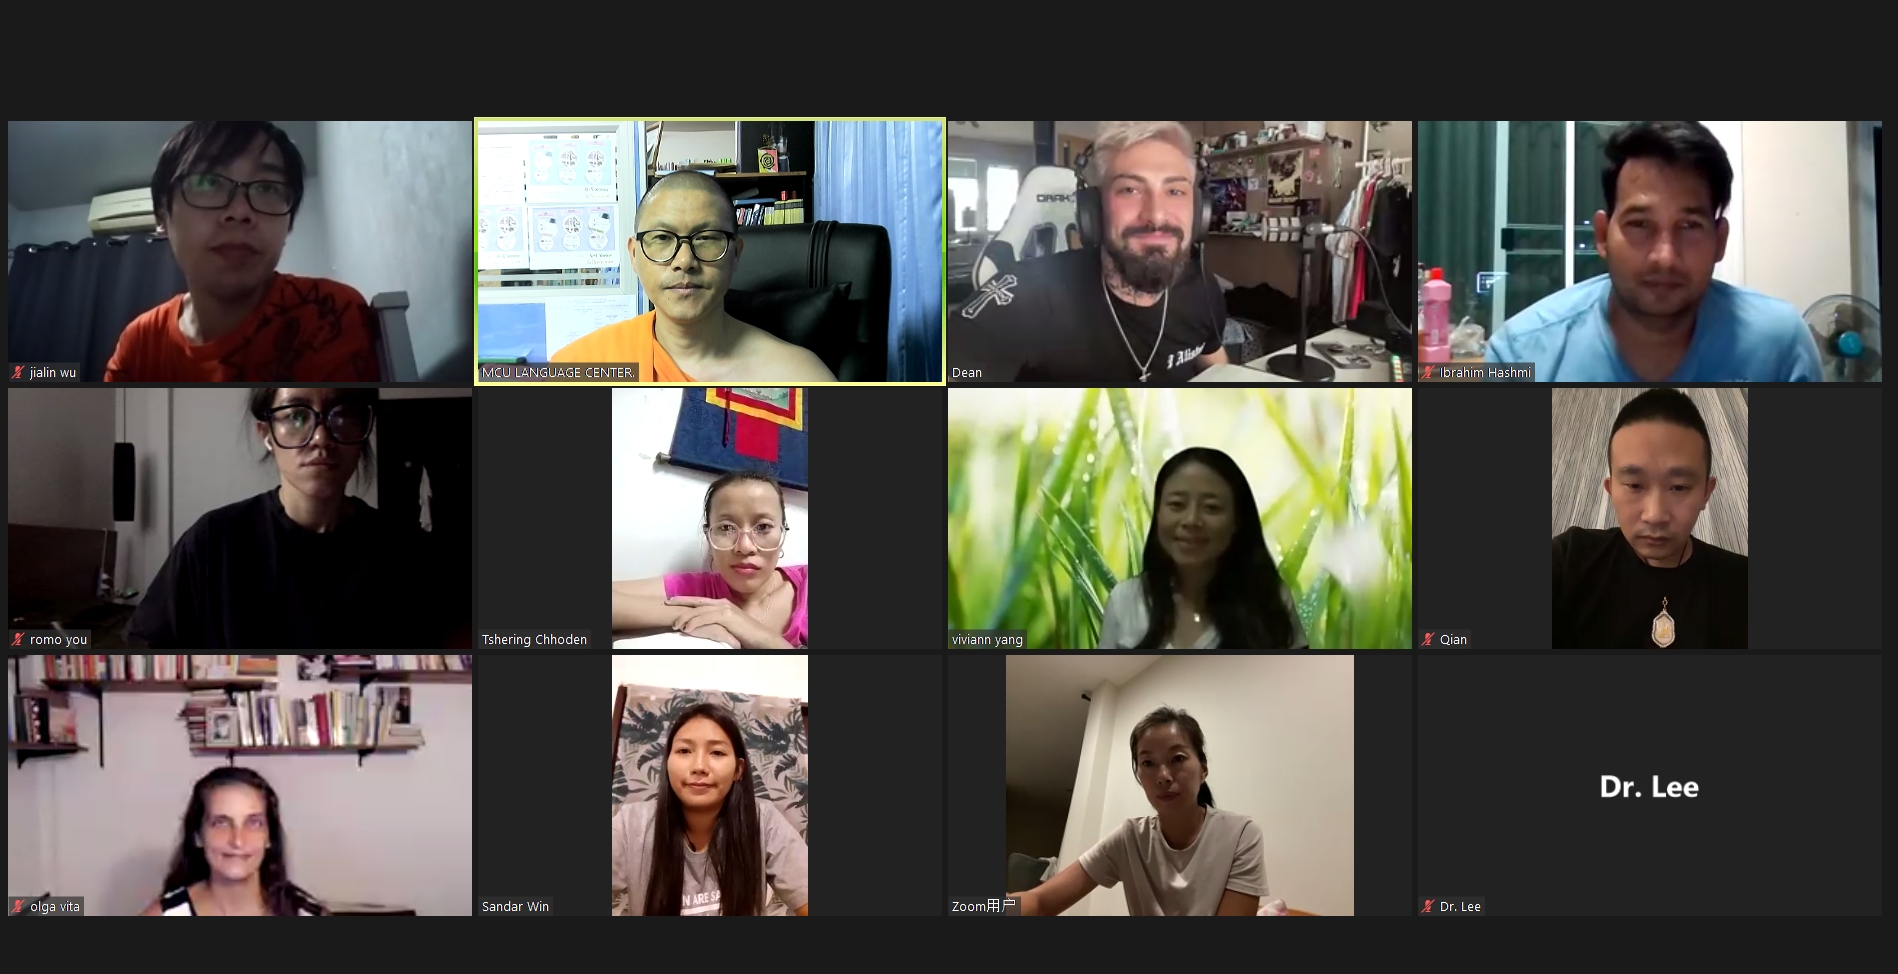 jialin wu
MCU LANGUAGE CENTER.
DRAK
Dean
Ibrahim Hashmi
romo you
Tshering Chhoden
viviann yang
Qian
olga vita
Sandar Win
Zoom用户
Dr. Lee
Dr. Lee